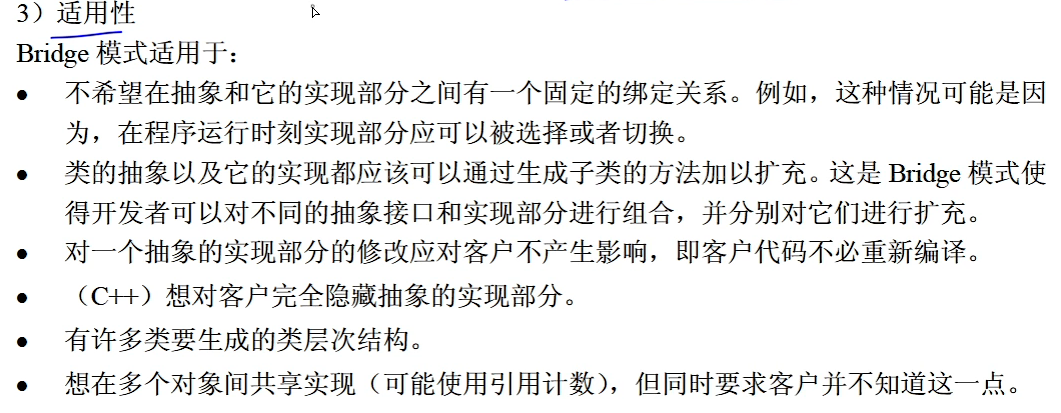 3）适用性
Bridge 模式适用于：
● 不希望在抽象和它的实现部分之间有一个固定的绑定关系。例如，这种情况可能是因
为，在程序运行时刻实现部分应可以被选择或者切换。
● 类的抽象以及它的实现都应该可以通过生成子类的方法加以扩充。这是 Bridge 模式使
得开发者可以对不同的抽象接口和实现部分进行组合，并分别对它们进行扩充。
● 对一个抽象的实现部分的修改应对客户不产生影响，即客户代码不必重新编译。
● （C++）想对客户完全隐藏抽象的实现部分。
● 有许多类要生成的类层次结构。
● 想在多个对象间共享实现（可能使用引用计数），但同时要求客户并不知道这一点。